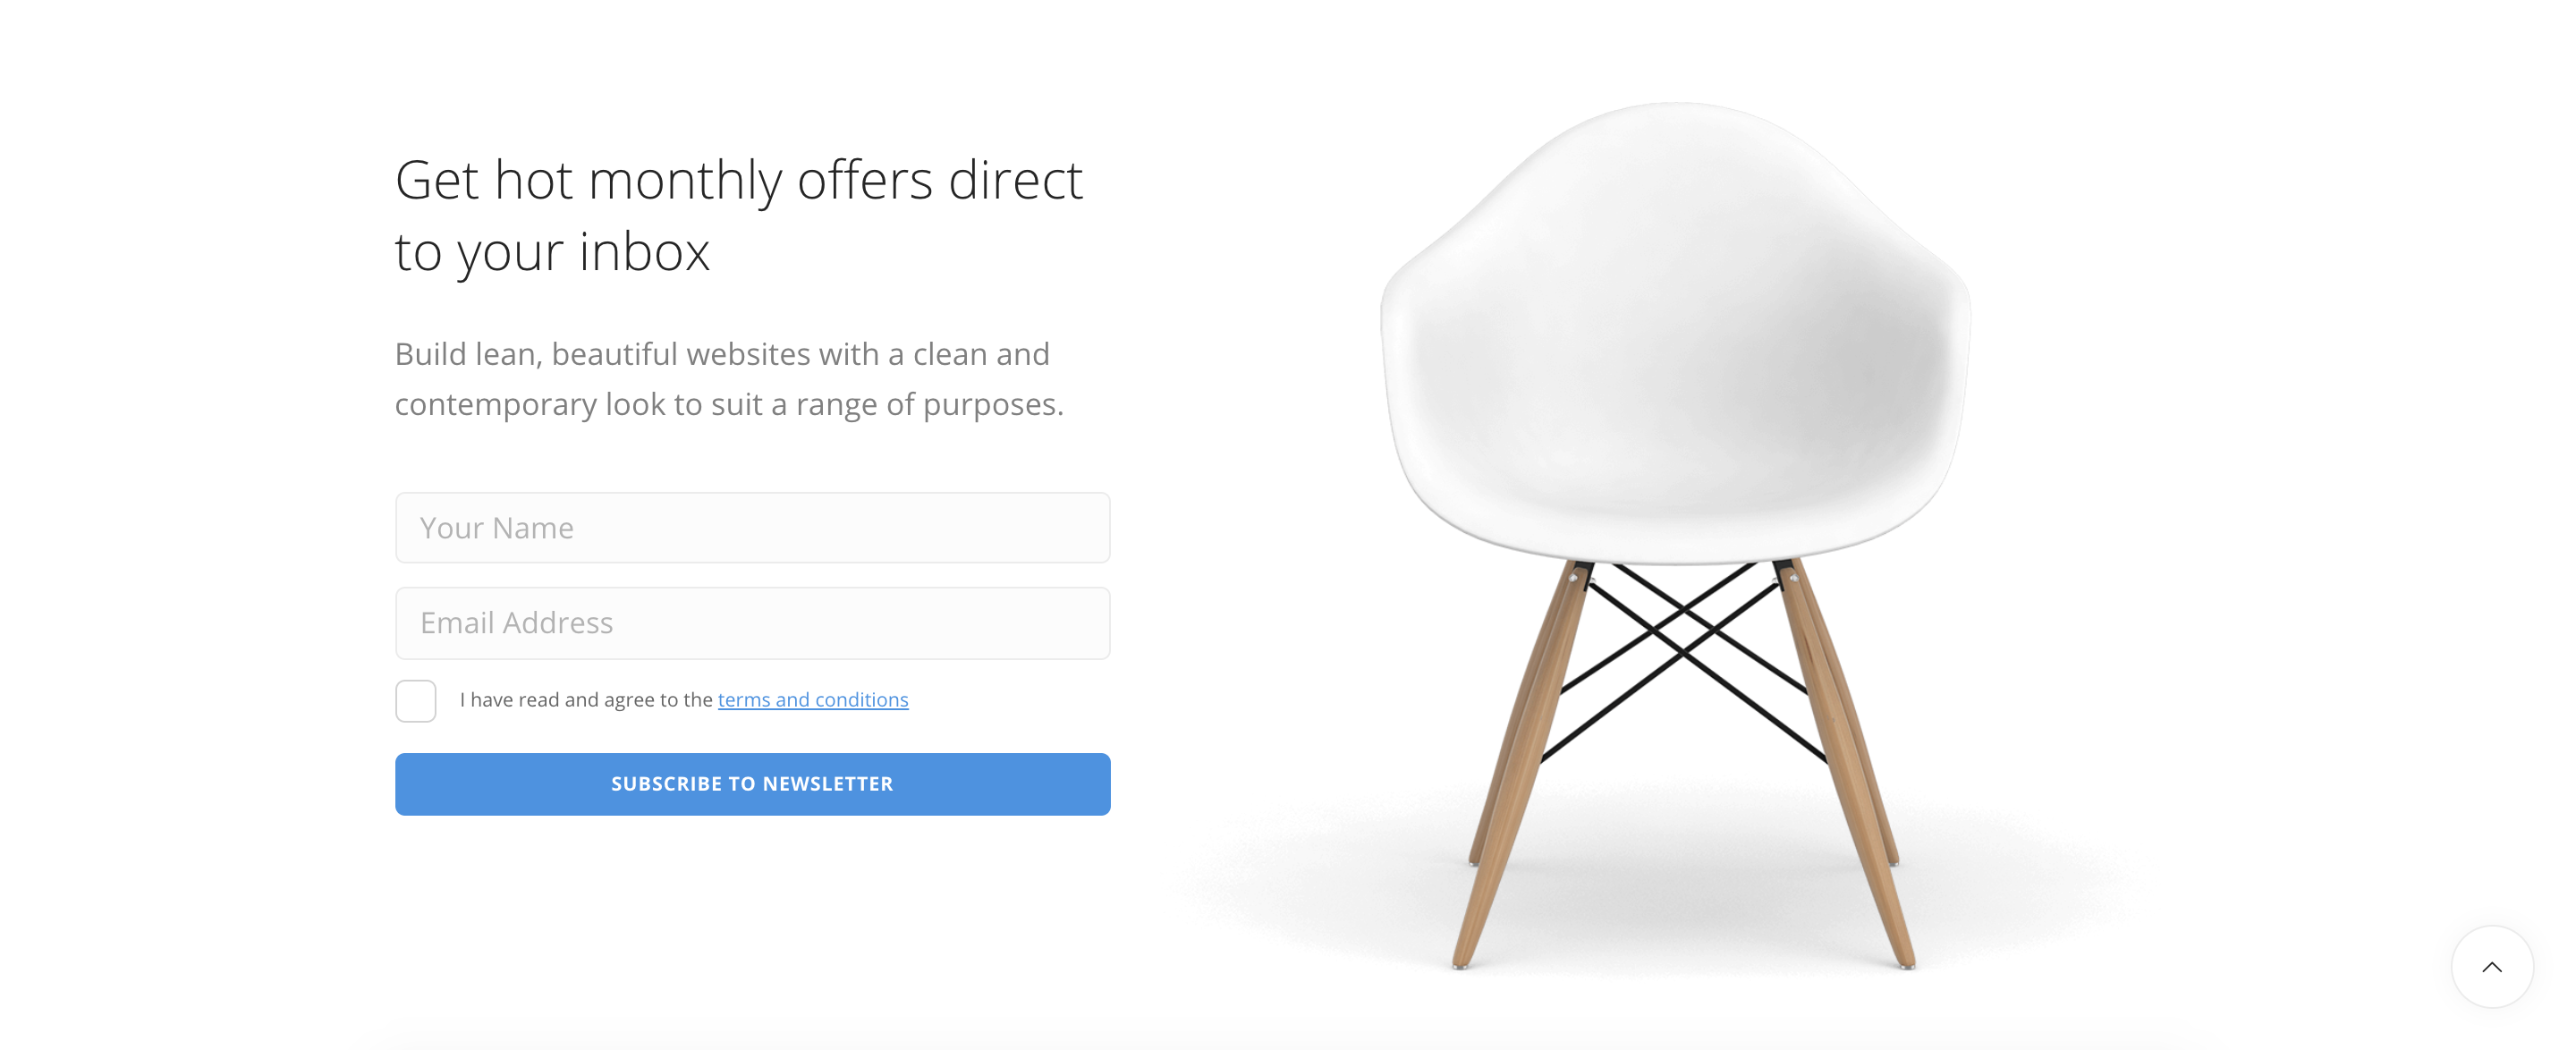 Get hot monthly offers direct
to your inbox
Build lean, beautiful websites with a clean and
contemporary look to suit a range of purposes.
Your Name
Email Address
I have read and agree to the terms and conditions
SUBSCRIBE TO NEWSLETTER